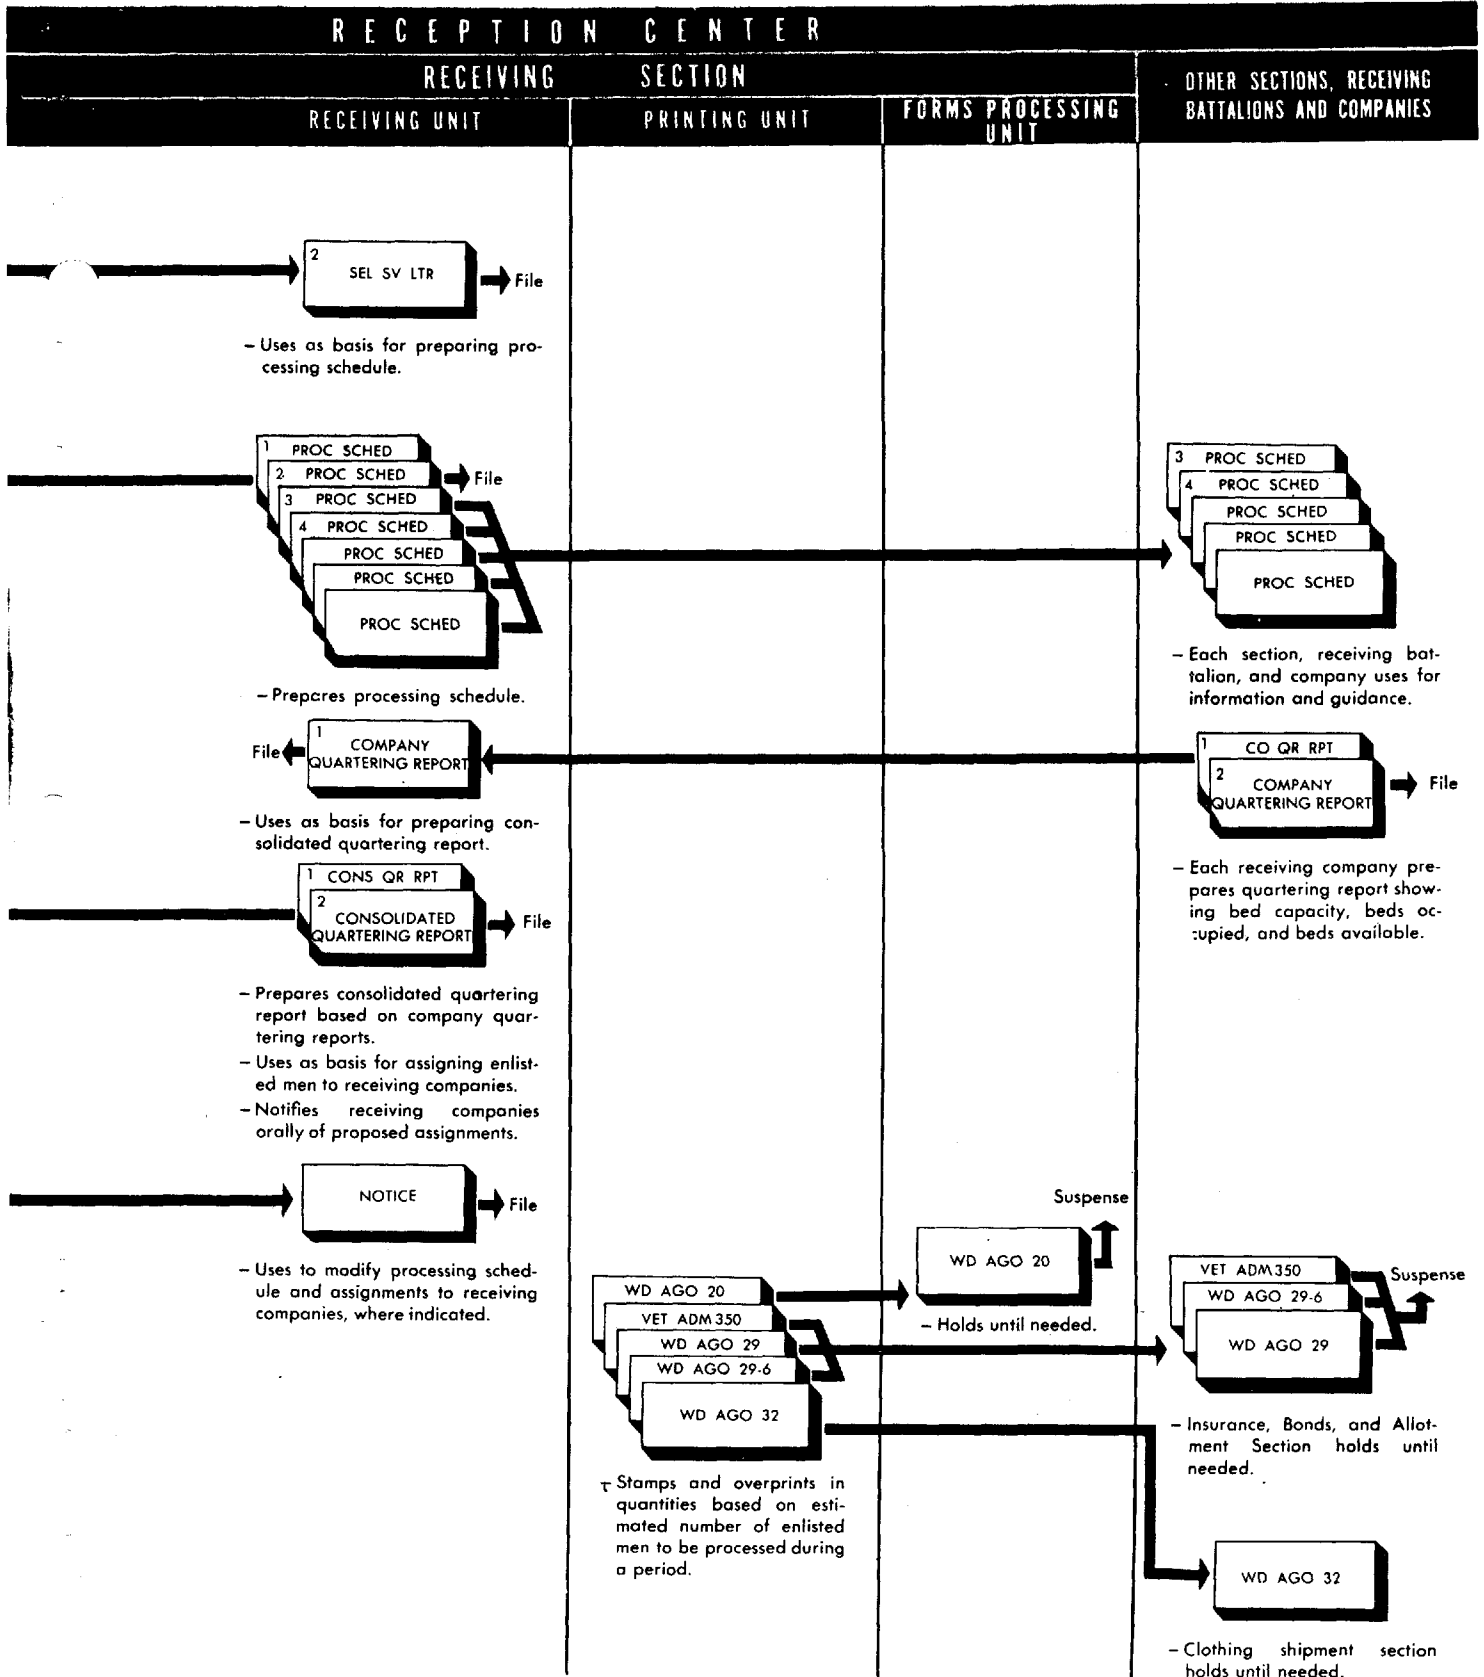 RECEPTION CENTER
RECEIVING SECTION
OTHER SECTIONS, RECEIVING
BATTALIONS AND COMPANIES
RECEIVING UNIT
PRINTING UNIT
FORMS PROCESSING
UNIT
2
SEL SV LTR
File
– Uses as basis for preparing pro-
cessing schedule.
1 PROC SCHED
2 PROC SCHED
File
3 PROC SCHED
4 PROC SCHED
PROC SCHED
PROC SCHED
PROC SCHED
– Prepares processing schedule.
3 PROC SCHED
4 PROC SCHED
PROC SCHED
PROC SCHED
PROC SCHED
– Each section, receiving bat-
talion, and company uses for
information and guidance.
File
1
COMPANY
QUARTERING REPORT
– Uses as basis for preparing con-
solidated quartering report.
1 CO QR RPT
2
COMPANY
QUARTERING REPORT
File
– Each receiving company pre-
pares quartering report show-
ing bed capacity, beds oc-
cupied, and beds available.
1 CONS QR RPT
2
CONSOLIDATED
QUARTERING REPORT
File
– Prepares consolidated quartering
report based on company quar-
tering reports.
– Uses as basis for assigning enlist-
ed men to receiving companies.
– Notifies receiving companies
orally of proposed assignments.
NOTICE
File
– Uses to modify processing sched-
ule and assignments to receiving
companies, where indicated.
WD AGO 20
VET ADM 350
WD AGO 29
WD AGO 29-6
WD AGO 32
– Stamps and overprints in
quantities based on esti-
mated number of enlisted
men to be processed during
a period.
Suspense
WD AGO 20
– Holds until needed.
VET ADM 350
Suspense
WD AGO 29-6
WD AGO 29
– Insurance, Bonds, and Allot-
ment Section holds until
needed.
WD AGO 32
– Clothing shipment section
holds until needed.